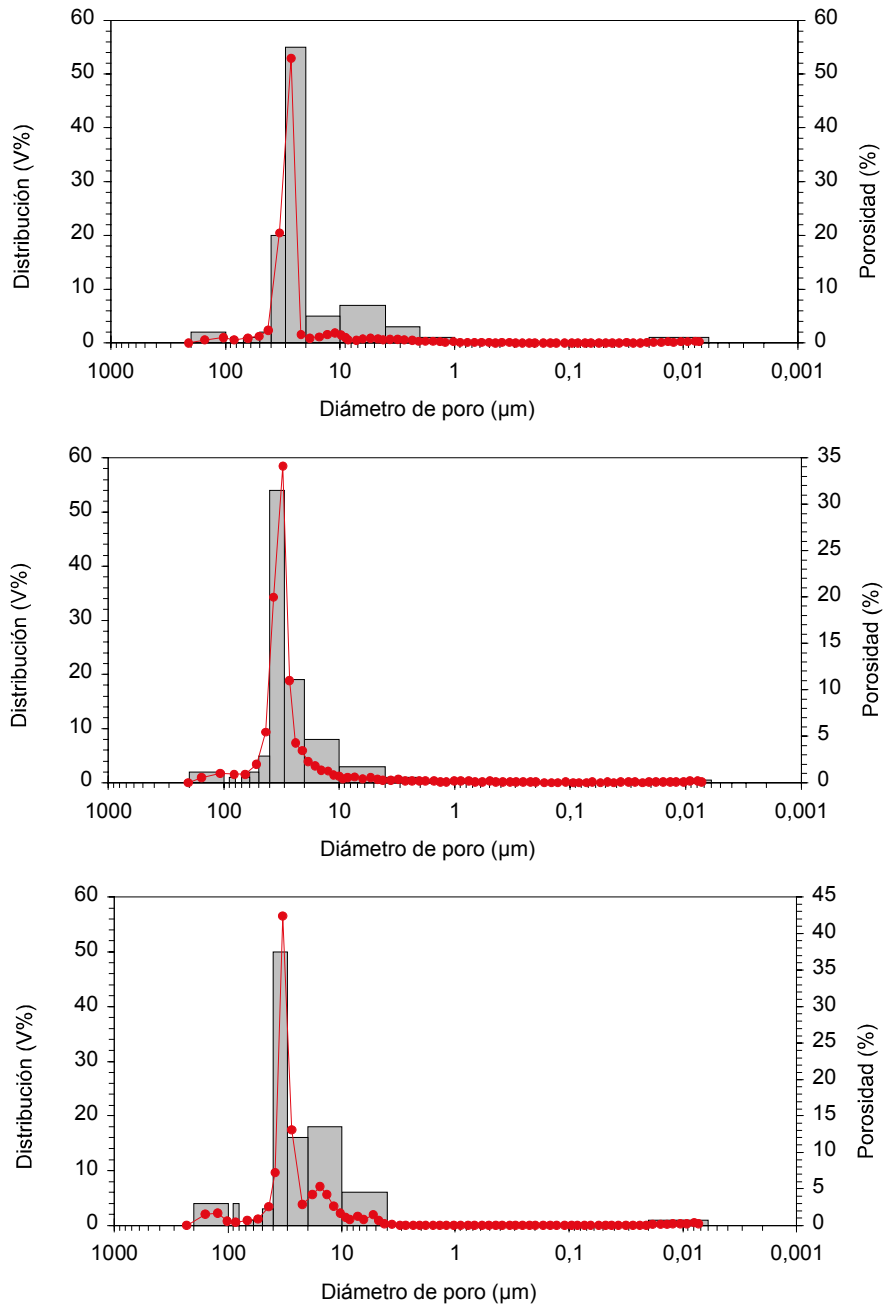 60 60
50 50
40 40
30 30
20 20
10 10
0 0
Distribución (V%)
Porosidad (%)
1000 100 10 1 0,1 0,01 0,001
Diámetro de poro (µm)
60 35
50 30
40 25
30 20
20 15
10 10
0 5
0
Distribución (V%)
Porosidad (%)
1000 100 10 1 0,1 0,01 0,001
Diámetro de poro (µm)
60 45
50 40
40 35
30 30
20 25
10 20
0 15
10
5
0
Distribución (V%)
Porosidad (%)
1000 100 10 1 0,1 0,01 0,001
Diámetro de poro (µm)